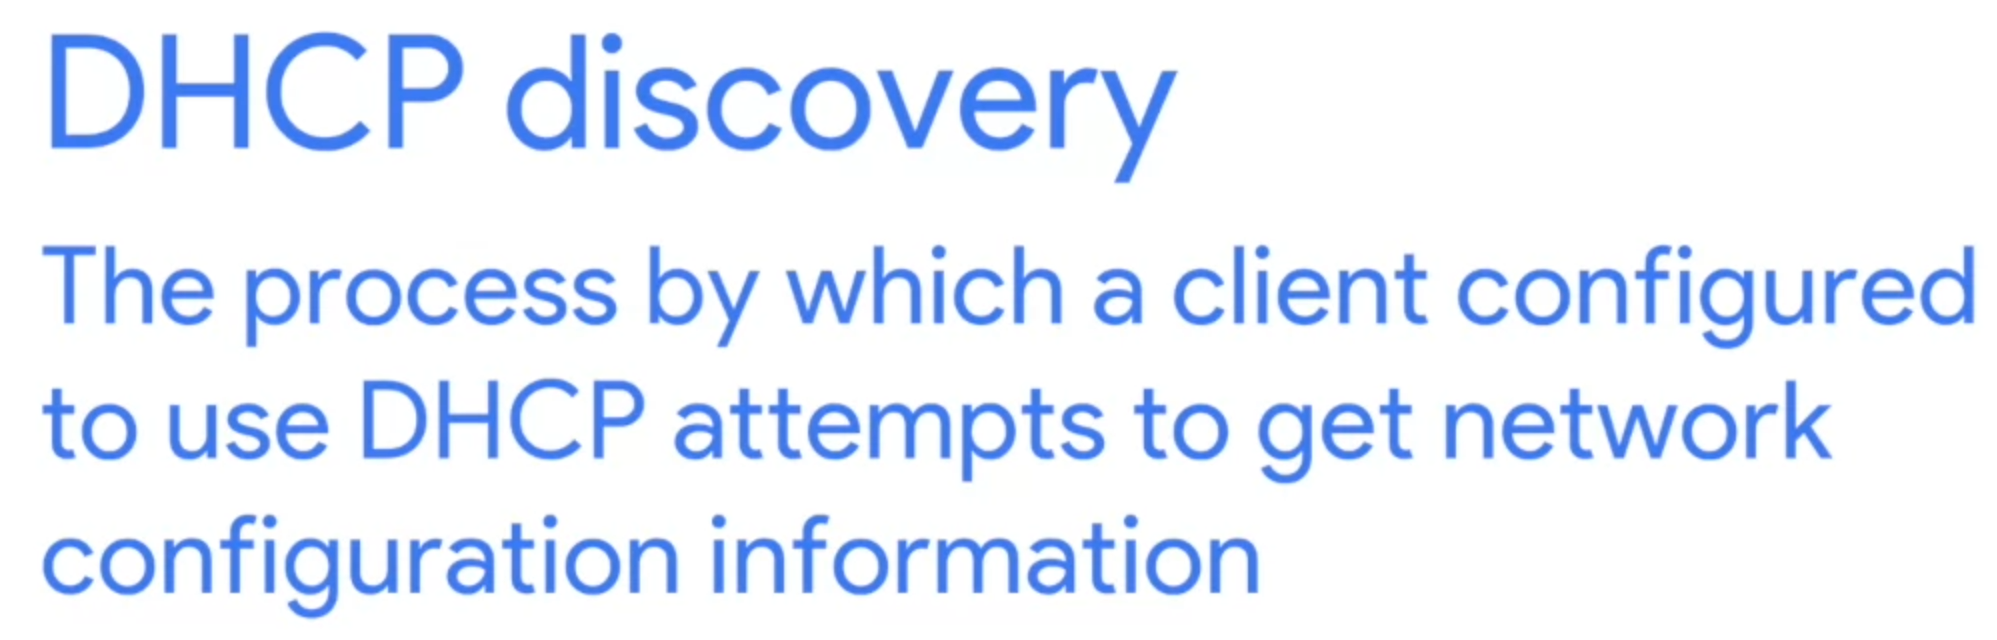 DHCP discovery
The process by which a client configured
to use DHCP attempts to get network
configuration information